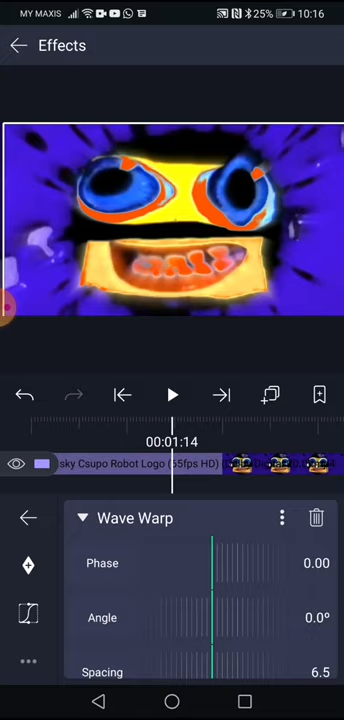 MY MAXIS 25% 10:16
Effects
00:01:14
sky Csupo Robot Logo (55fps HD)
Wave Warp
Phase 0.00
Angle 0.0º
Spacing 6.5